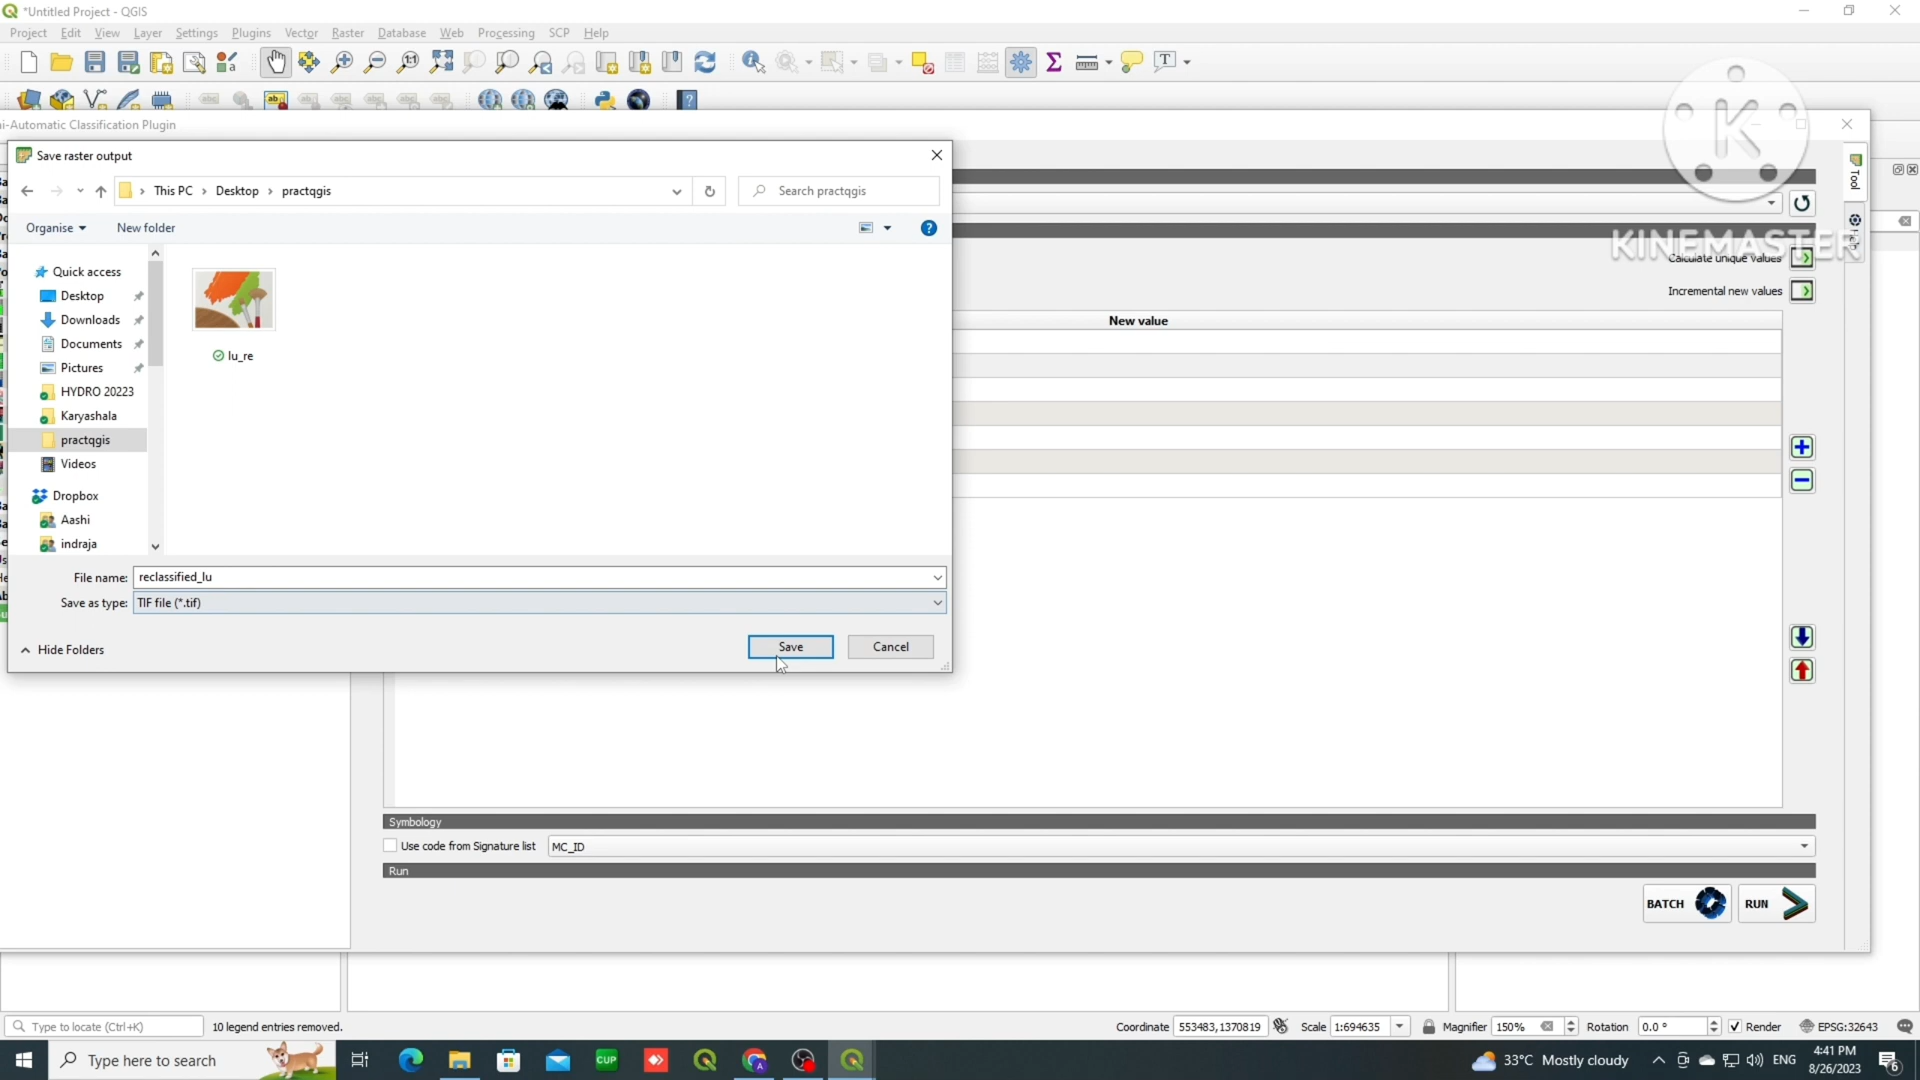 *Untitled Project - QGIS
Project Edit View Layer Settings Plugins Vector Raster Database Web Processing SCP Help
i-Automatic Classification Plugin
Save raster output
This PC > Desktop > practqgis
Search practqgis
Organise
New folder
Quick access
Desktop
Downloads
Documents
Pictures
HYDRO 20223
Karyashala
practqgis
Videos
Dropbox
Aashi
indraja
lu_re
File name: reclassified_lu
Save as type: TIF file (*.tif)
Hide Folders
Save
Cancel
Tool
KINEMASTER
Calculate unique values
Incremental new values
New value
Symbology
Use code from Signature list
MC_ID
Run
BATCH
RUN
Type to locate (Ctrl+K)
10 legend entries removed.
Coordinate 553483,1370819
Scale 1:694635
Magnifier 150%
Rotation 0.0 °
Render
EPSG:32643
Type here to search
CUP
33°C Mostly cloudy
ENG
4:41 PM
8/26/2023
6